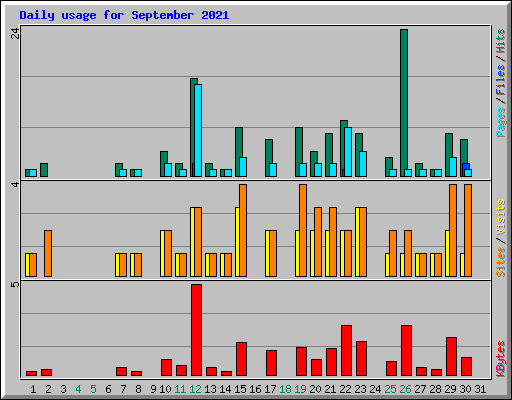 Daily usage for September 2021
24
Pages / Files / Hits
4
Sites / Visits
5
KBytes
1 2 3 4 5 6 7 8 9 10 11 12 13 14 15 16 17 18 19 20 21 22 23 24 25 26 27 28 29 30 31